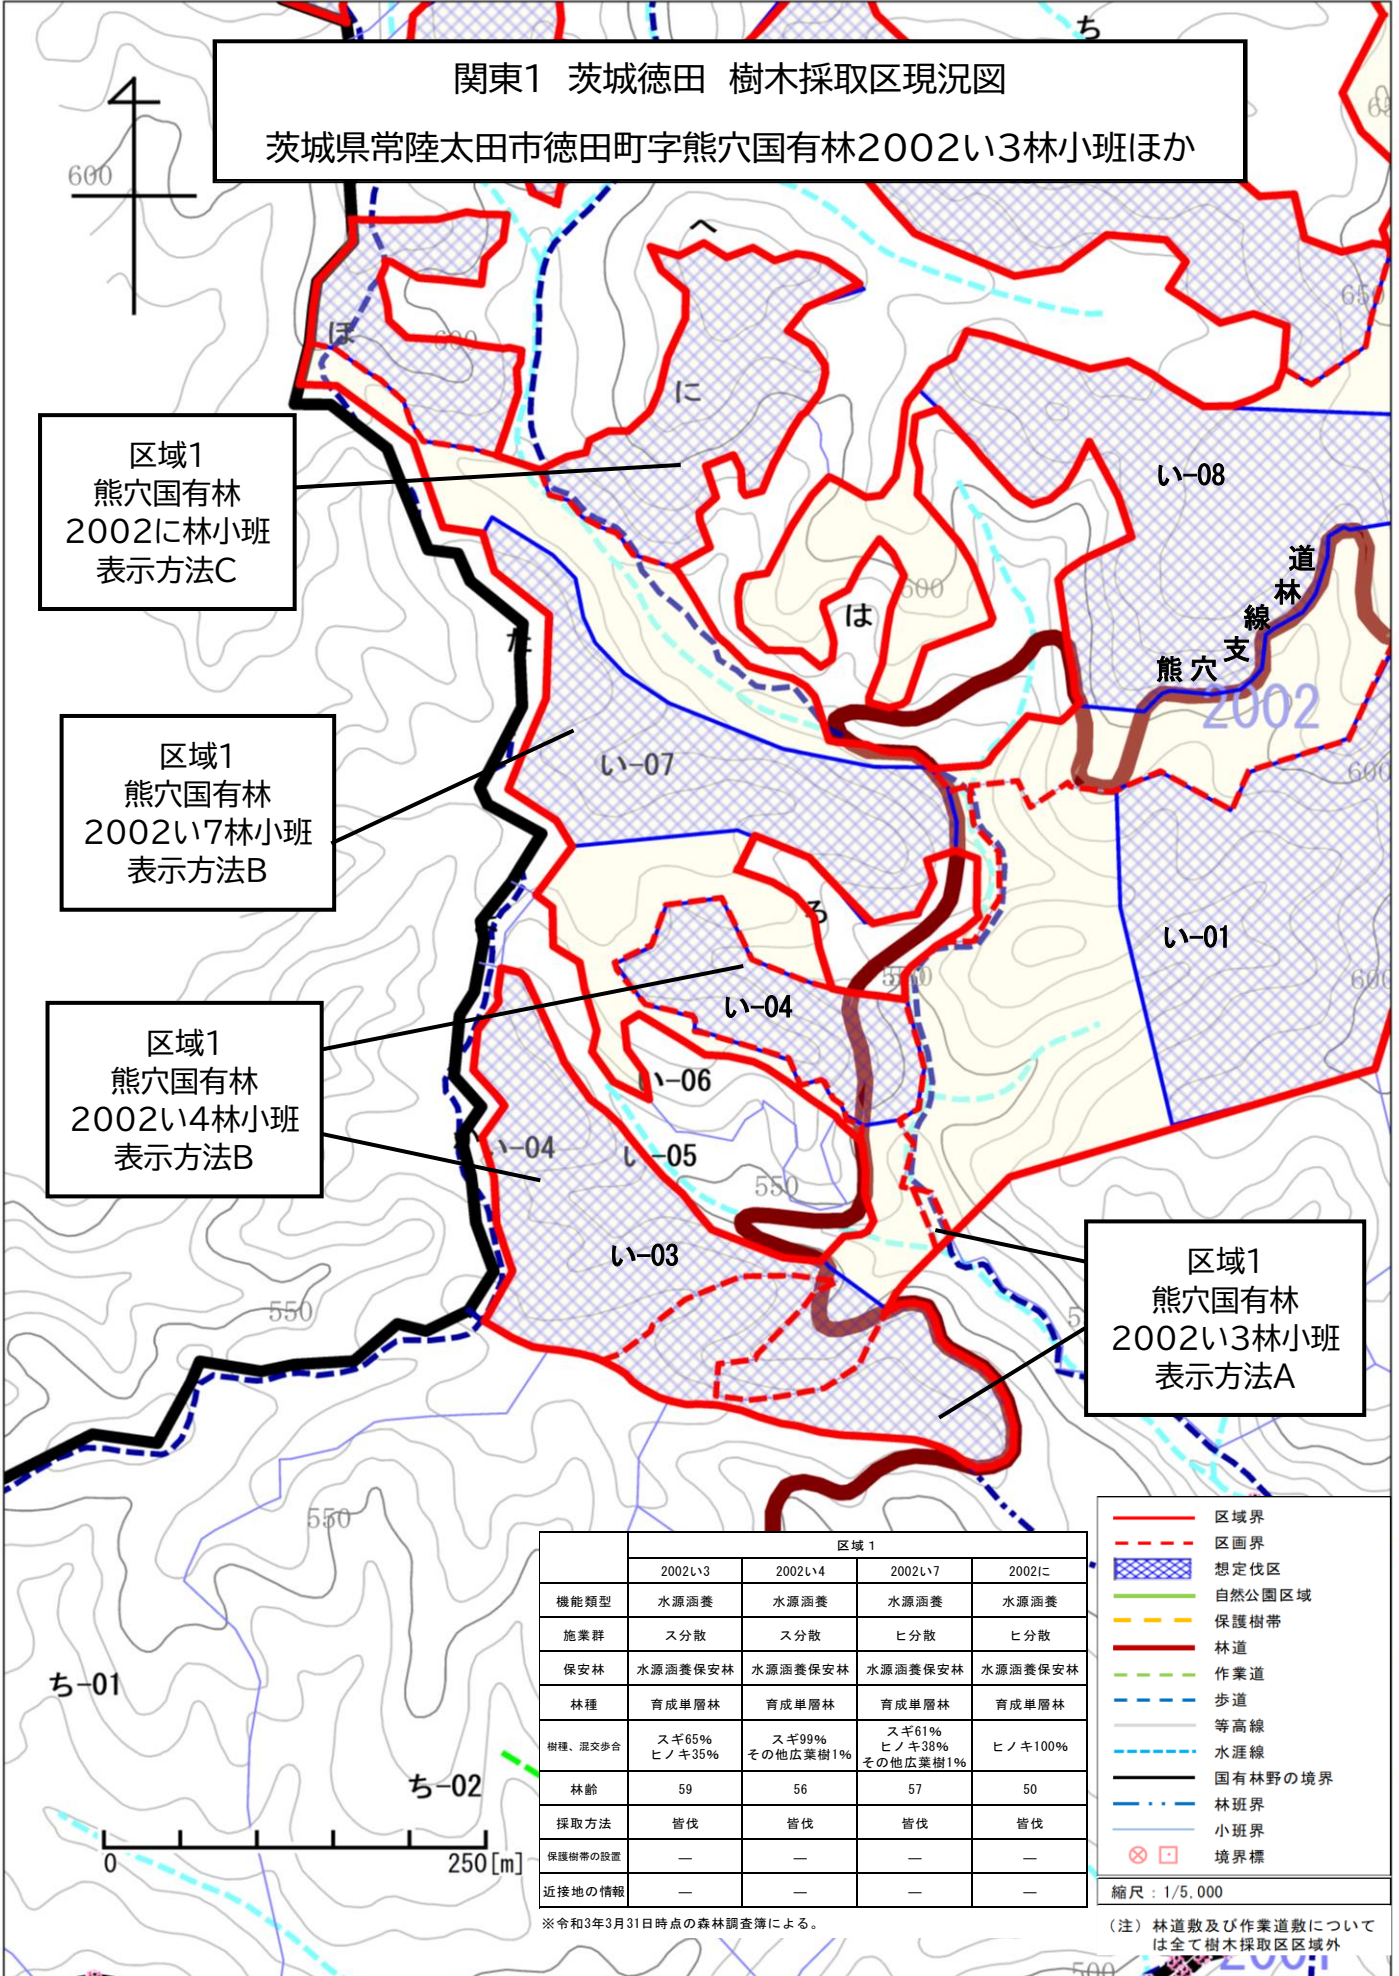 ち
関東1 茨城徳田 樹木採取区現況図
茨城県常陸太田市徳田町字熊穴国有林2002い3林小班ほか
600
へ
650
ほ
600
に
区域1
熊穴国有林
2002に林小班
表示方法C
い-08
600
は
た
熊穴支線林道
2002
区域1
熊穴国有林
2002い7林小班
表示方法B
い-07
600
ろ
い-01
550
600
い-04
区域1
熊穴国有林
2002い4林小班
表示方法B
い-06
い-04
い-05
550
い-03
区域1
熊穴国有林
2002い3林小班
表示方法A
550
550
区域1
2002い3 2002い4 2002い7 2002に
機能類型 水源涵養 水源涵養 水源涵養 水源涵養
施業群 ス分散 ス分散 ヒ分散 ヒ分散
保安林 水源涵養保安林 水源涵養保安林 水源涵養保安林 水源涵養保安林
林種 育成単層林 育成単層林 育成単層林 育成単層林
樹種、混交歩合 スギ65% ヒノキ35% スギ99% その他広葉樹1% スギ61% ヒノキ38% その他広葉樹1% ヒノキ100%
林齢 59 56 57 50
採取方法 皆伐 皆伐 皆伐 皆伐
保護樹帯の設置 — — — —
近接地の情報 — — — —
※令和3年3月31日時点の森林調査簿による。
区域界
区画界
想定伐区
自然公園区域
保護樹帯
林道
作業道
歩道
等高線
水涯線
国有林野の境界
林班界
小班界
境界標
縮尺：1/5,000
（注）林道敷及び作業道敷について
は全て樹木採取区区域外
ち-01
ち-02
0 250[m]
500